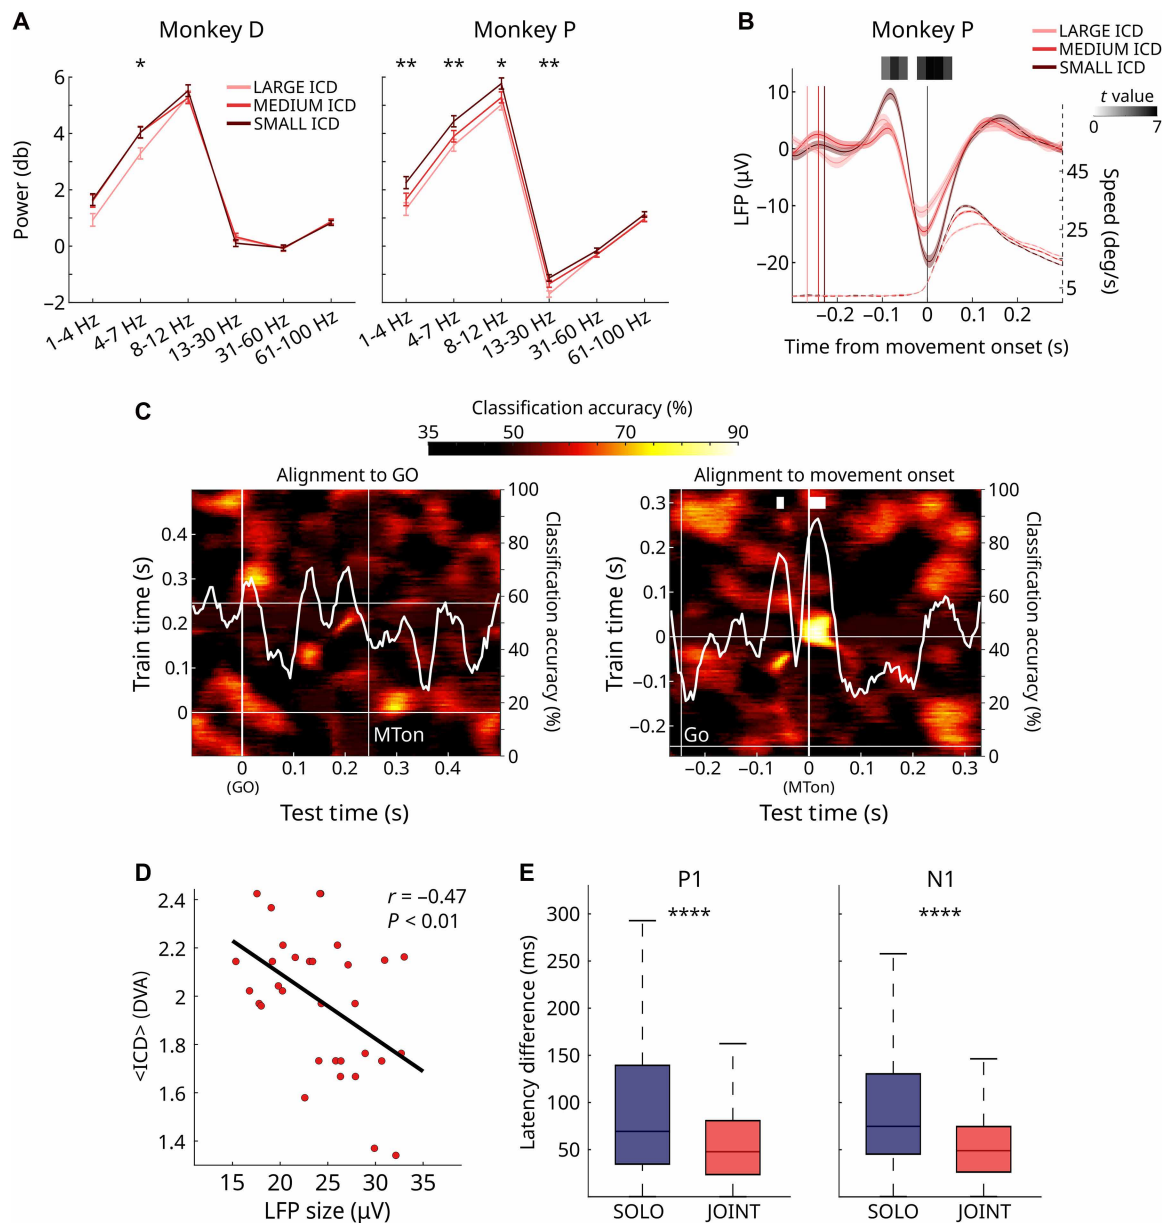 A
Monkey D
Monkey P
B
Monkey P
LARGE ICD
MEDIUM ICD
SMALL ICD
*
** ** * **
LARGE ICD
MEDIUM ICD
SMALL ICD
t value
0 7
Power (db)
6
4
2
0
−2
1-4 Hz
4-7 Hz
8-12 Hz
13-30 Hz
31-60 Hz
61-100 Hz
1-4 Hz
4-7 Hz
8-12 Hz
13-30 Hz
31-60 Hz
61-100 Hz
LFP (μV)
10
0
−10
−20
45
25
5
Speed (deg/s)
−0.2 −0.1 0 0.1 0.2
Time from movement onset (s)
C
Classification accuracy (%)
35 50 70 90
Alignment to GO
Train time (s)
0.4
0.3
0.2
0.1
0
100
80
60
40
20
0
Classification accuracy (%)
MTon
0 0.1 0.2 0.3 0.4
(GO)
Test time (s)
Alignment to movement onset
Train time (s)
0.3
0.2
0.1
0
−0.1
−0.2
100
80
60
40
20
0
Classification accuracy (%)
Go
−0.2 −0.1 0 0.1 0.2 0.3
(MTon)
Test time (s)
D
r = −0.47
P < 0.01
<ICD> (DVA)
2.4
2.2
2
1.8
1.6
1.4
15 20 25 30 35
LFP size (μV)
E
P1
N1
****
****
Latency difference (ms)
300
250
200
150
100
50
SOLO JOINT
SOLO JOINT